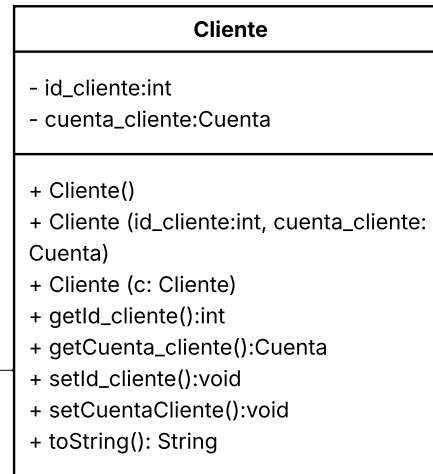 Cliente
- id_cliente:int
- cuenta_cliente:Cuenta
+ Cliente()
+ Cliente (id_cliente:int, cuenta_cliente:
Cuenta)
+ Cliente (c: Cliente)
+ getId_cliente():int
+ getCuenta_cliente():Cuenta
+ setId_cliente():void
+ setCuentaCliente():void
+ toString(): String